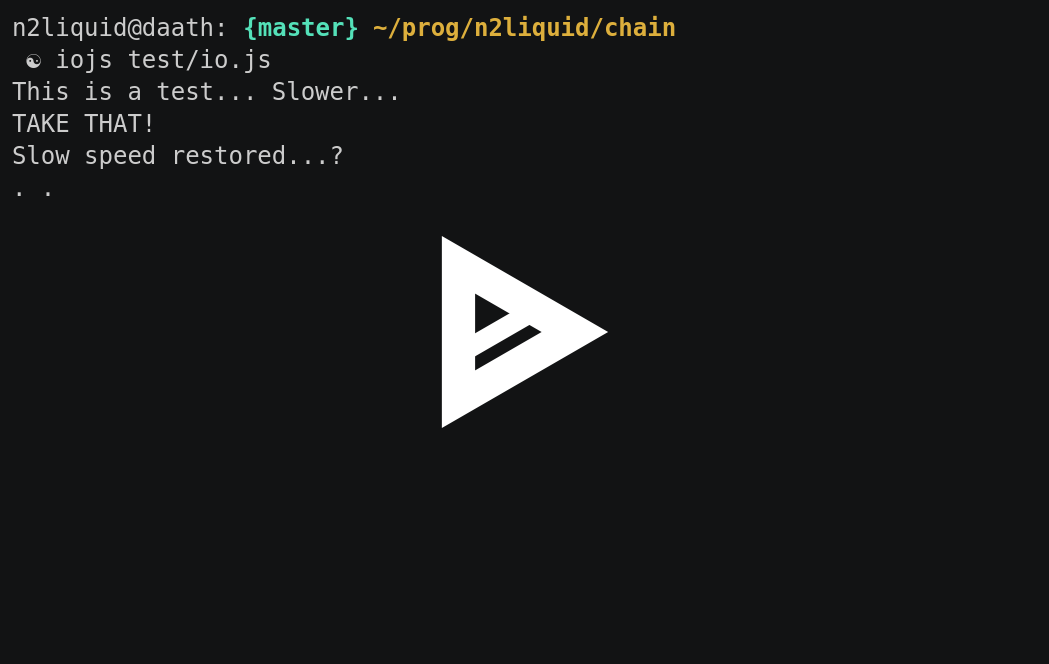 n2liquid@daath: {master} ~/prog/n2liquid/chain
☯ iojs test/io.js
This is a test... Slower...
TAKE THAT!
Slow speed restored...?
. .